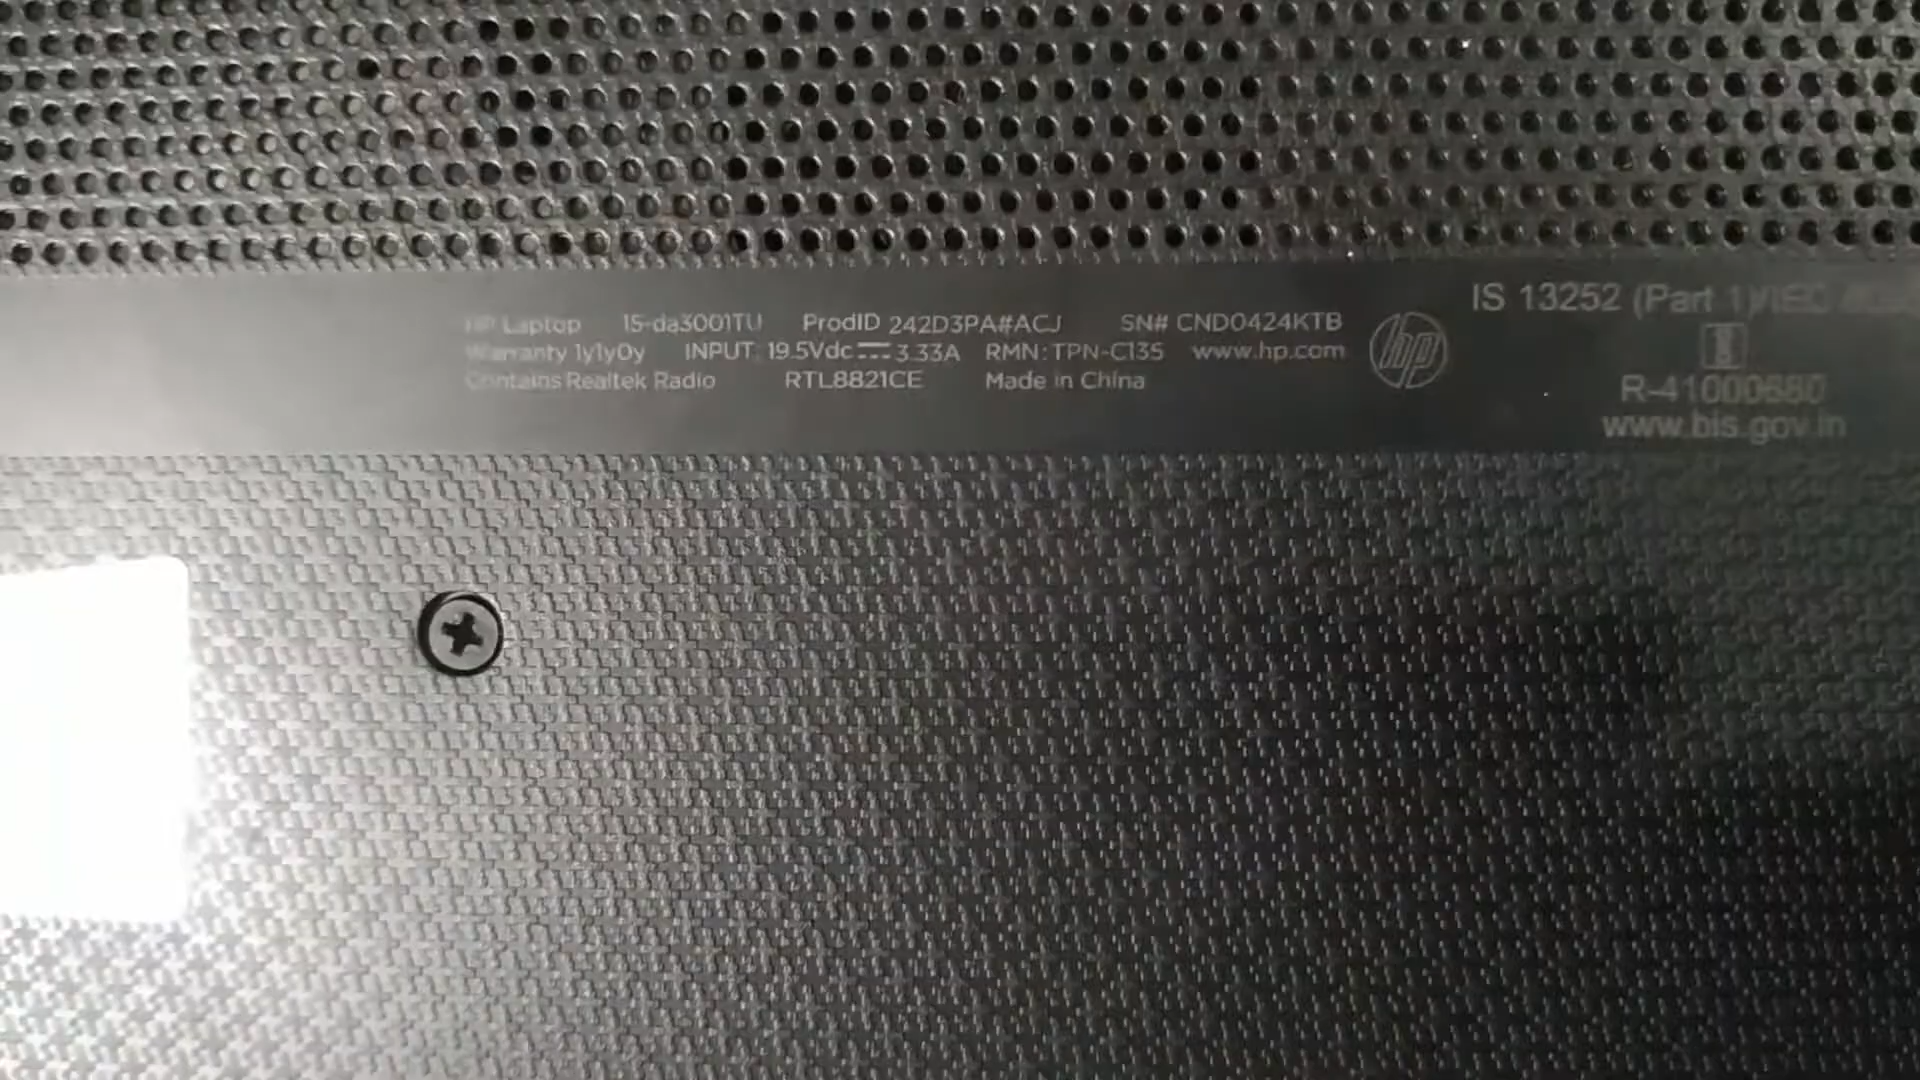 HP Laptop 15-da3001TU ProdID 242D3PA#ACJ SN# CND0424KTB
Warranty 1y1y0y INPUT: 19.5Vdc⎓3.33A RMN: TPN-C135 www.hp.com
Contains Realtek Radio RTL8821CE Made in China
hp
IS 13252 (Part 1)/IEC
R-41000680
www.bis.gov.in